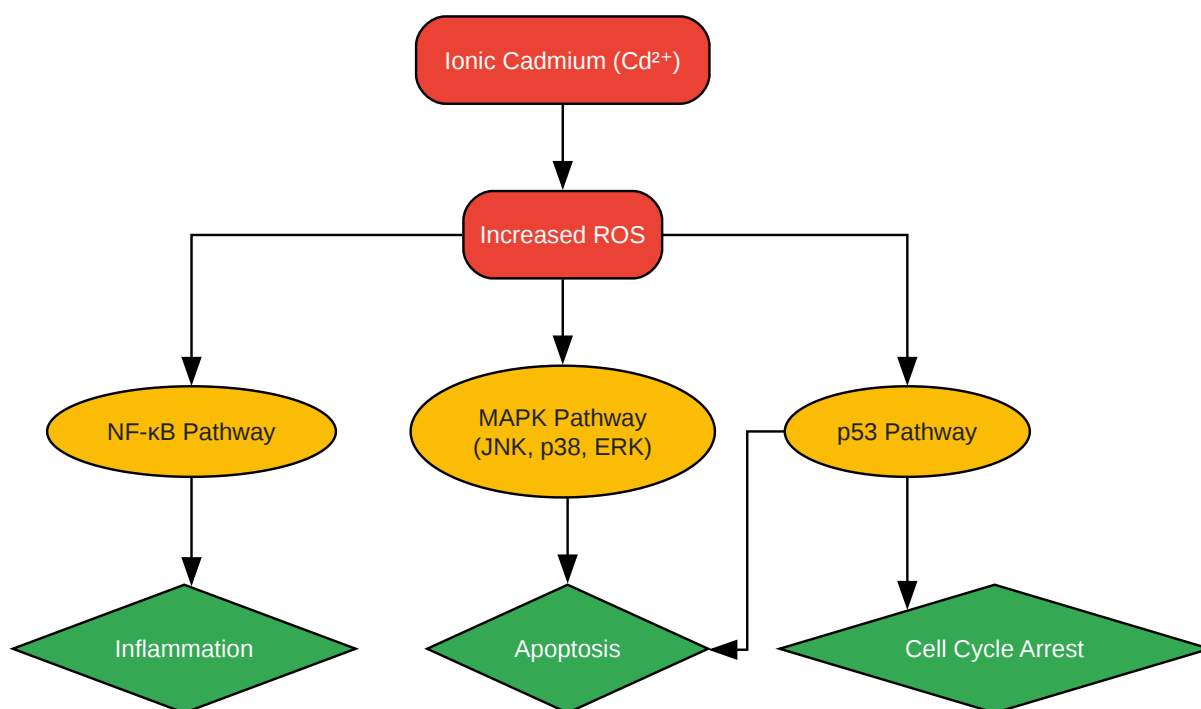 Ionic Cadmium (Cd²⁺)
Increased ROS
NF-κB Pathway
MAPK Pathway
(JNK, p38, ERK)
p53 Pathway
Inflammation
Apoptosis
Cell Cycle Arrest